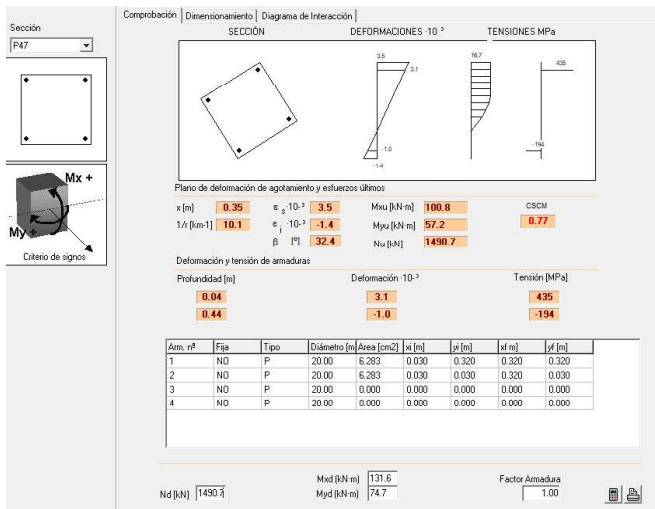 Comprobación Dimensionamiento Diagrama de Interacción
Sección
P47
SECCIÓN DEFORMACIONES ·10⁻³ TENSIONES MPa
3.5 16.7
3.1 435
-1.0 -194
-1.4
Mx +
My +
Criterio de signos
Plano de deformación de agotamiento y esfuerzos últimos
x [m] 0.35 ε s ·10-³ 3.5 Mxu [kN·m] 100.8 CSCM
1/r [km-1] 10.1 ε i ·10-³ -1.4 Myu [kN·m] 57.2 0.77
β [º] 32.4 Nu [kN] 1490.7
Deformación y tensión de armaduras
Profundidad [m] Deformación ·10-³ Tensión [MPa]
0.04 3.1 435
0.44 -1.0 -194
Arm. nº Fija Tipo Diámetro [m Area [cm2] xi [m] yi [m] xf m] yf [m]
1 NO P 20.00 6.283 0.030 0.320 0.320 0.320
2 NO P 20.00 6.283 0.030 0.030 0.320 0.030
3 NO P 20.00 0.000 0.000 0.000 0.000 0.000
4 NO P 20.00 0.000 0.000 0.000 0.000 0.000
Nd [kN] 1490.7 Mxd (kN·m) 131.6 Factor Armadura
Myd (kN·m) 74.7 1.00